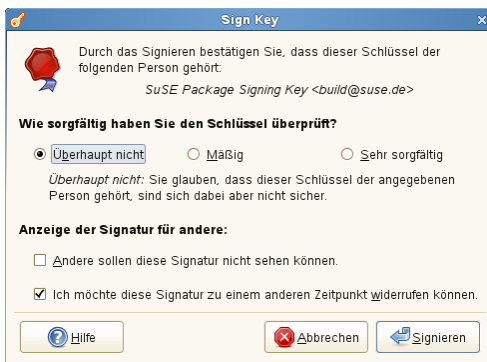 Sign Key
Durch das Signieren bestätigen Sie, dass dieser Schlüssel der
folgenden Person gehört:
SuSE Package Signing Key <build@suse.de>
Wie sorgfältig haben Sie den Schlüssel überprüft?
Überhaupt nicht Mäßig Sehr sorgfältig
Überhaupt nicht: Sie glauben, dass dieser Schlüssel der angegebenen
Person gehört, sind sich dabei aber nicht sicher.
Anzeige der Signatur für andere:
Andere sollen diese Signatur nicht sehen können.
Ich möchte diese Signatur zu einem anderen Zeitpunkt widerrufen können.
Hilfe Abbrechen Signieren